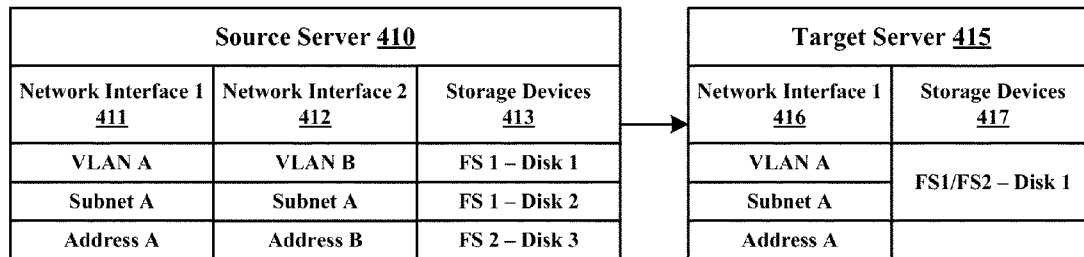 Source Server 410
Network Interface 1
411
Network Interface 2
412
Storage Devices
413
VLAN A
VLAN B
FS 1 – Disk 1
Subnet A
Subnet A
FS 1 – Disk 2
Address A
Address B
FS 2 – Disk 3
Target Server 415
Network Interface 1
416
Storage Devices
417
VLAN A
FS1/FS2 – Disk 1
Subnet A
Address A